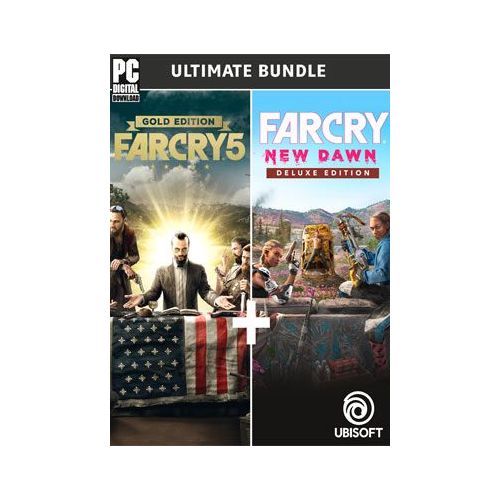 PC
DIGITAL
DOWNLOAD
ULTIMATE BUNDLE
GOLD EDITION
FARCRY5
FARCRY
NEW DAWN
DELUXE EDITION
+
UBISOFT